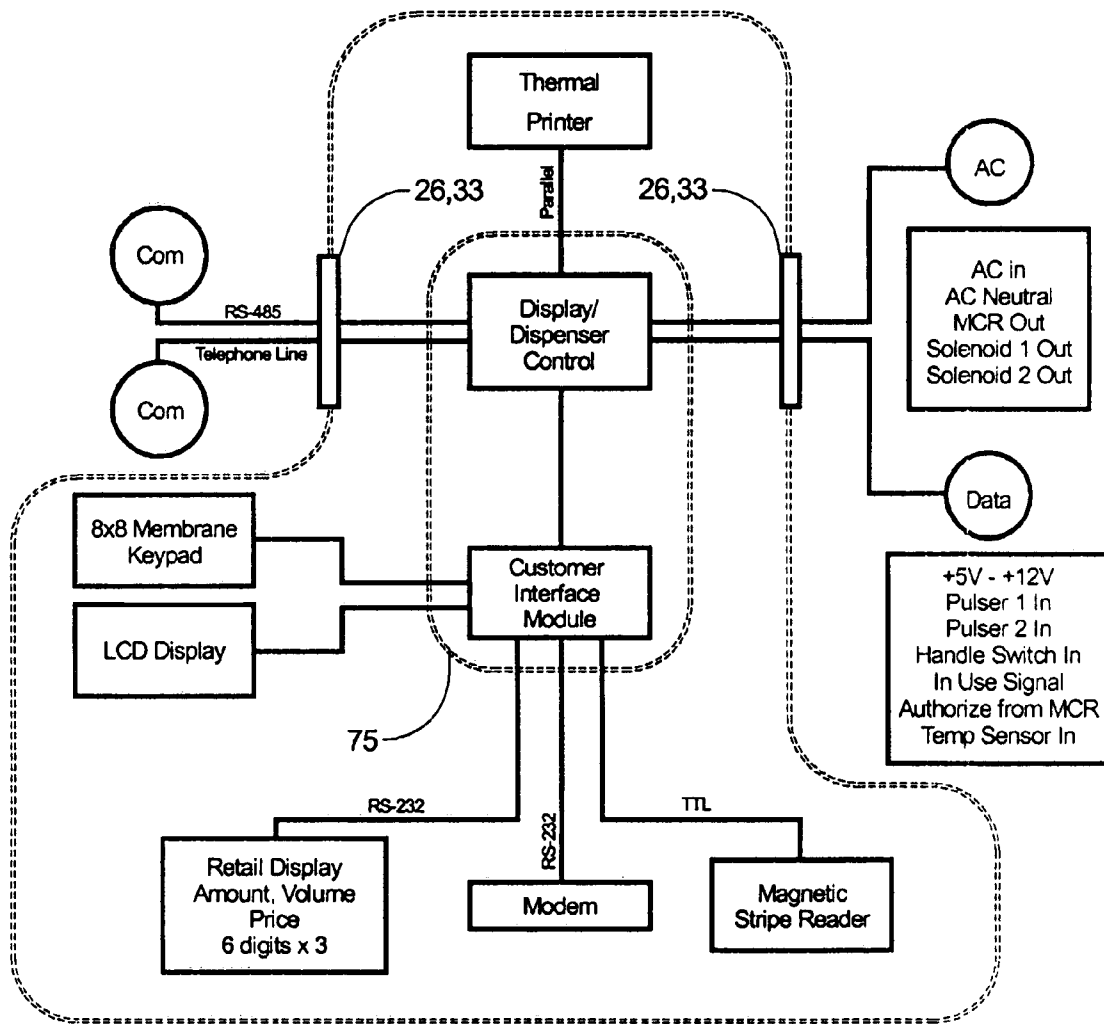 Thermal
Printer
Parallel
26,33
26,33
AC
Com
RS-485
Telephone Line
Com
Display/
Dispenser
Control
AC in
AC Neutral
MCR Out
Solenoid 1 Out
Solenoid 2 Out
Data
8x8 Membrane
Keypad
LCD Display
Customer
Interface
Module
+5V - +12V
Pulser 1 In
Pulser 2 In
Handle Switch In
In Use Signal
Authorize from MCR
Temp Sensor In
75
RS-232
RS-232
TTL
Retail Display
Amount, Volume
Price
6 digits x 3
Modem
Magnetic
Stripe Reader